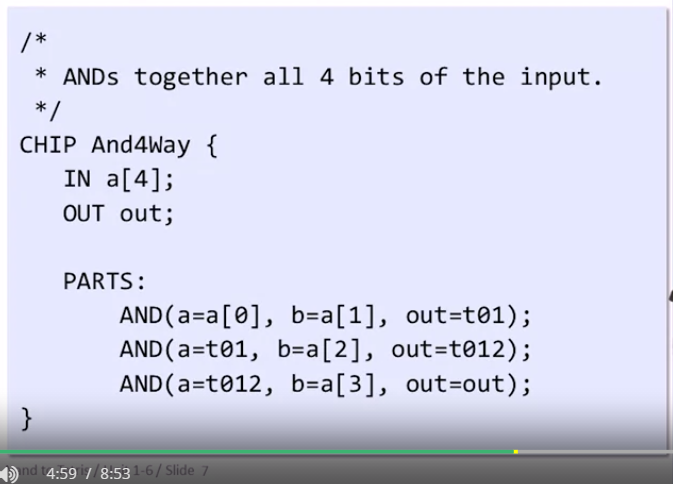 /*
 * ANDs together all 4 bits of the input.
 */
CHIP And4Way {
   IN a[4];
   OUT out;

   PARTS:
       AND(a=a[0], b=a[1], out=t01);
       AND(a=t01, b=a[2], out=t012);
       AND(a=t012, b=a[3], out=out);
}
4:59 / 8:53 1-6 / Slide 7